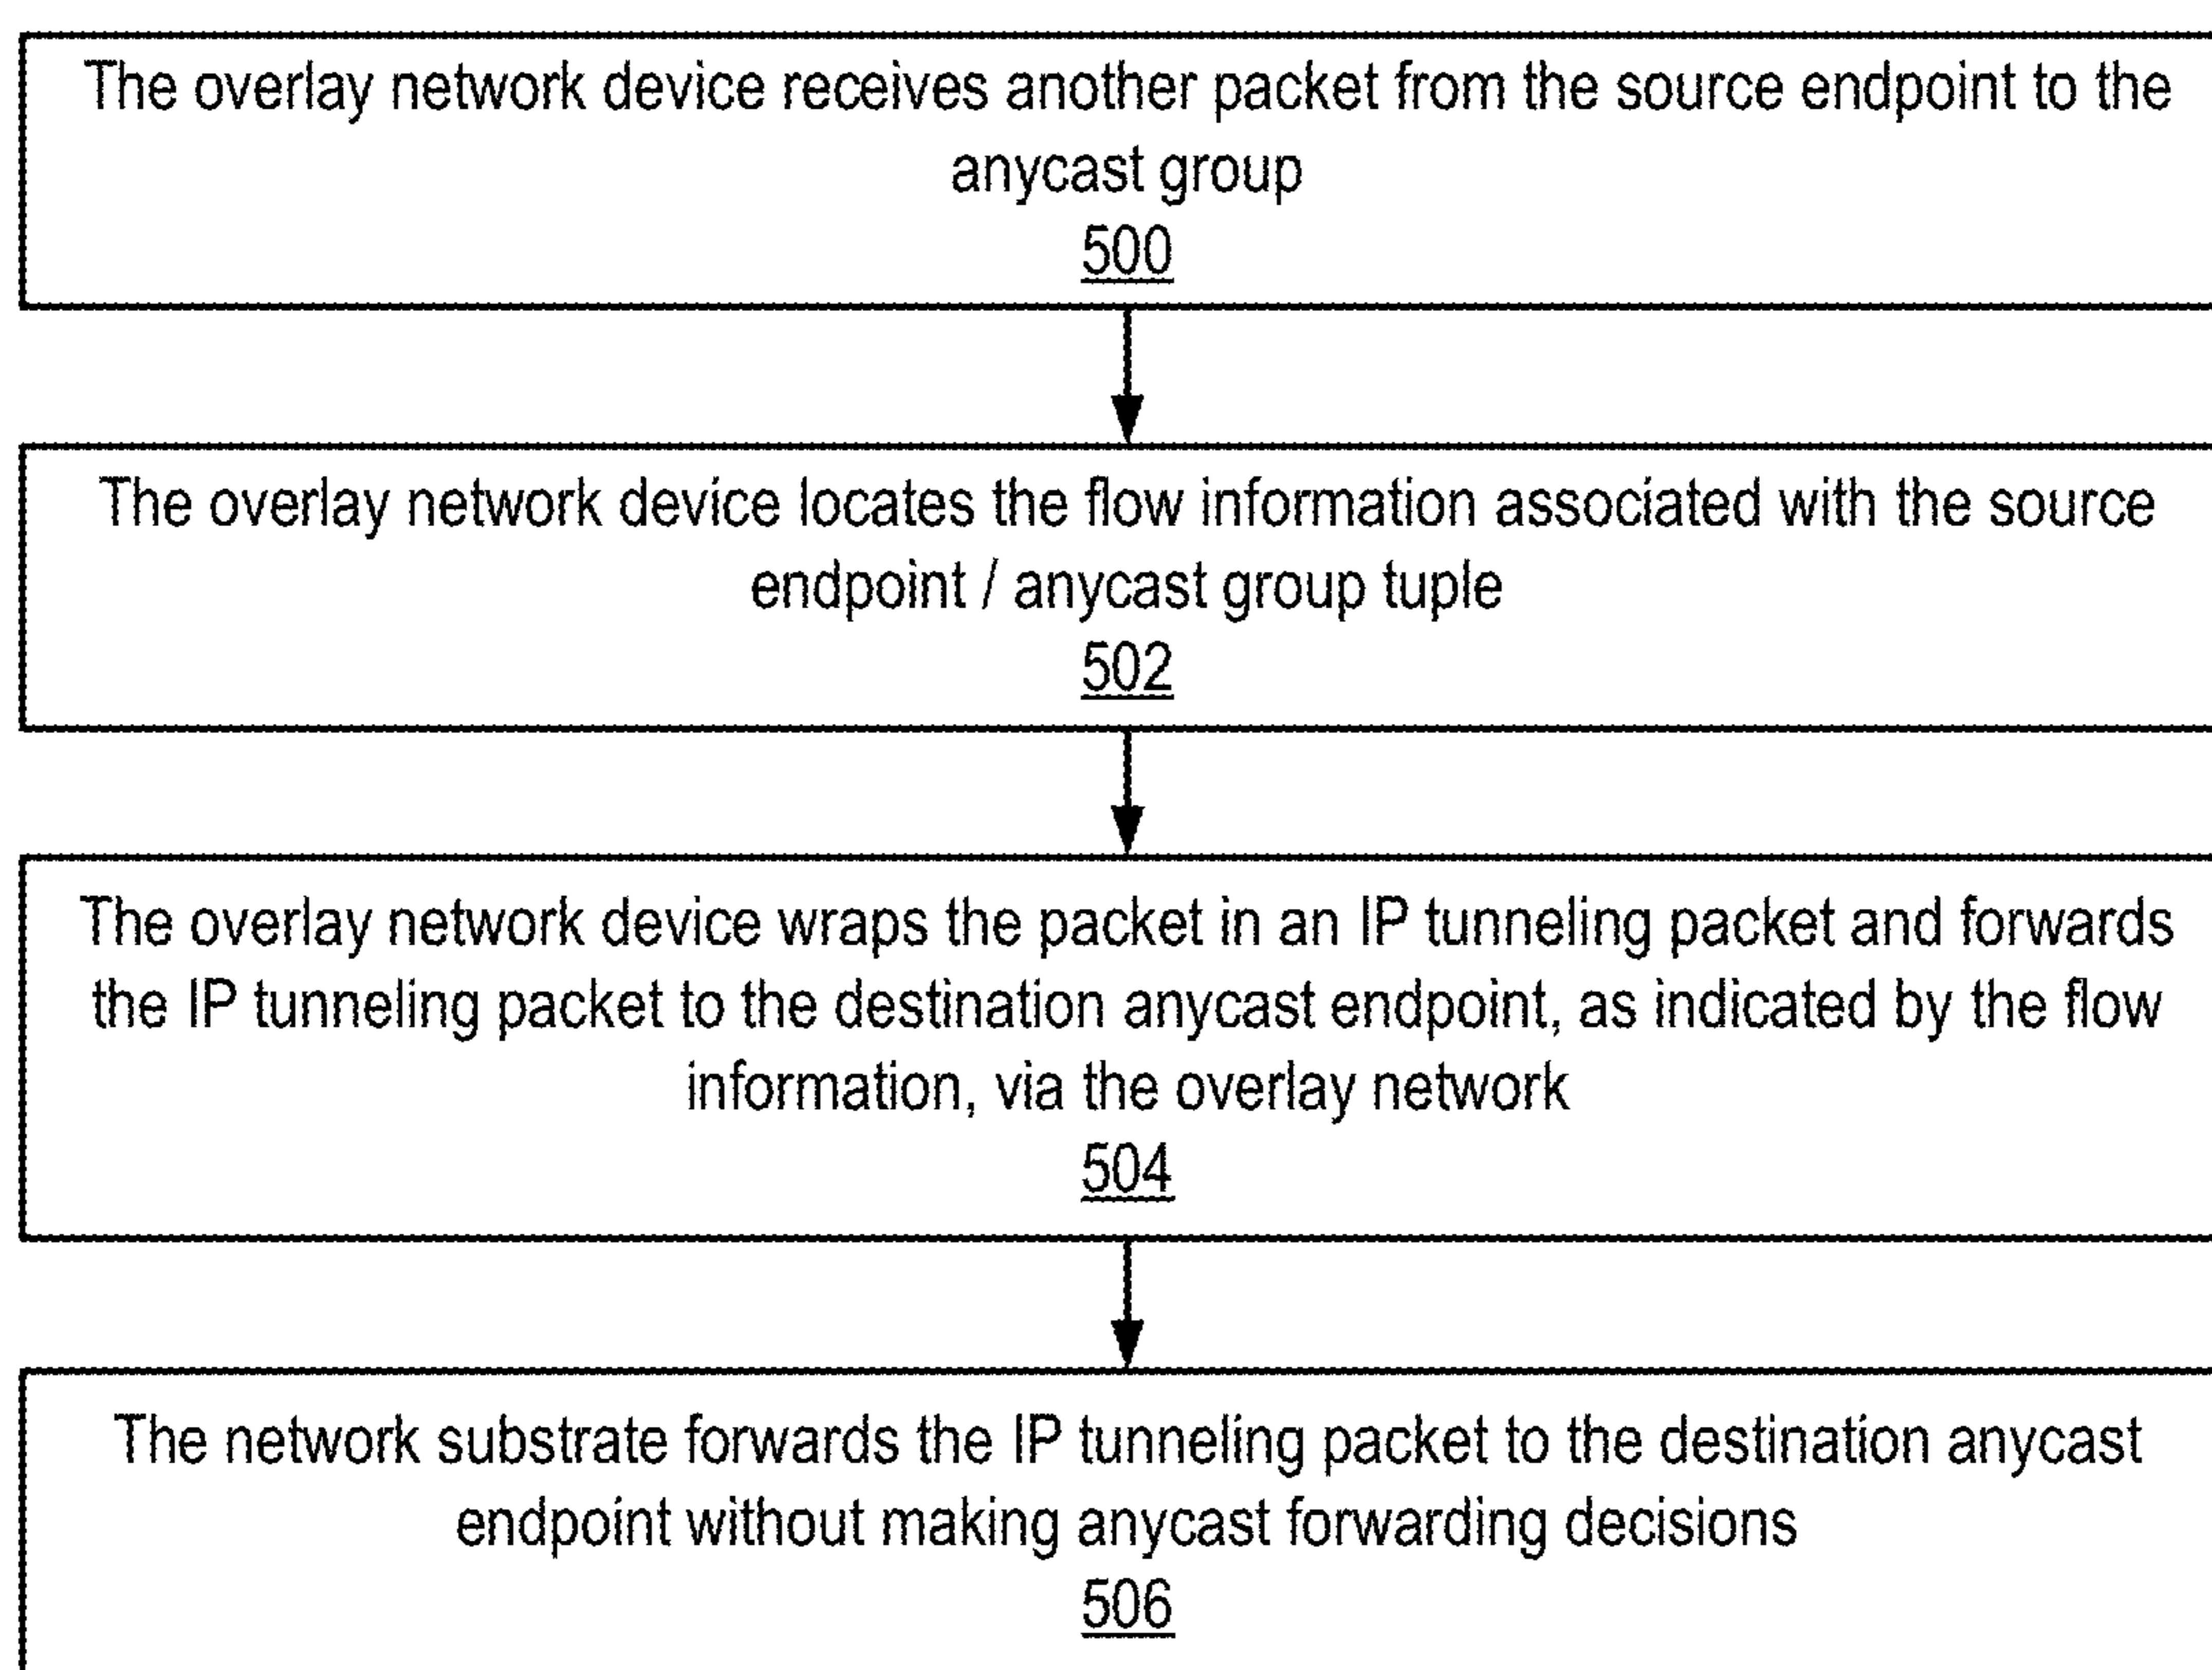 The overlay network device receives another packet from the source endpoint to the
anycast group
500
The overlay network device locates the flow information associated with the source
endpoint / anycast group tuple
502
The overlay network device wraps the packet in an IP tunneling packet and forwards
the IP tunneling packet to the destination anycast endpoint, as indicated by the flow
information, via the overlay network
504
The network substrate forwards the IP tunneling packet to the destination anycast
endpoint without making anycast forwarding decisions
506